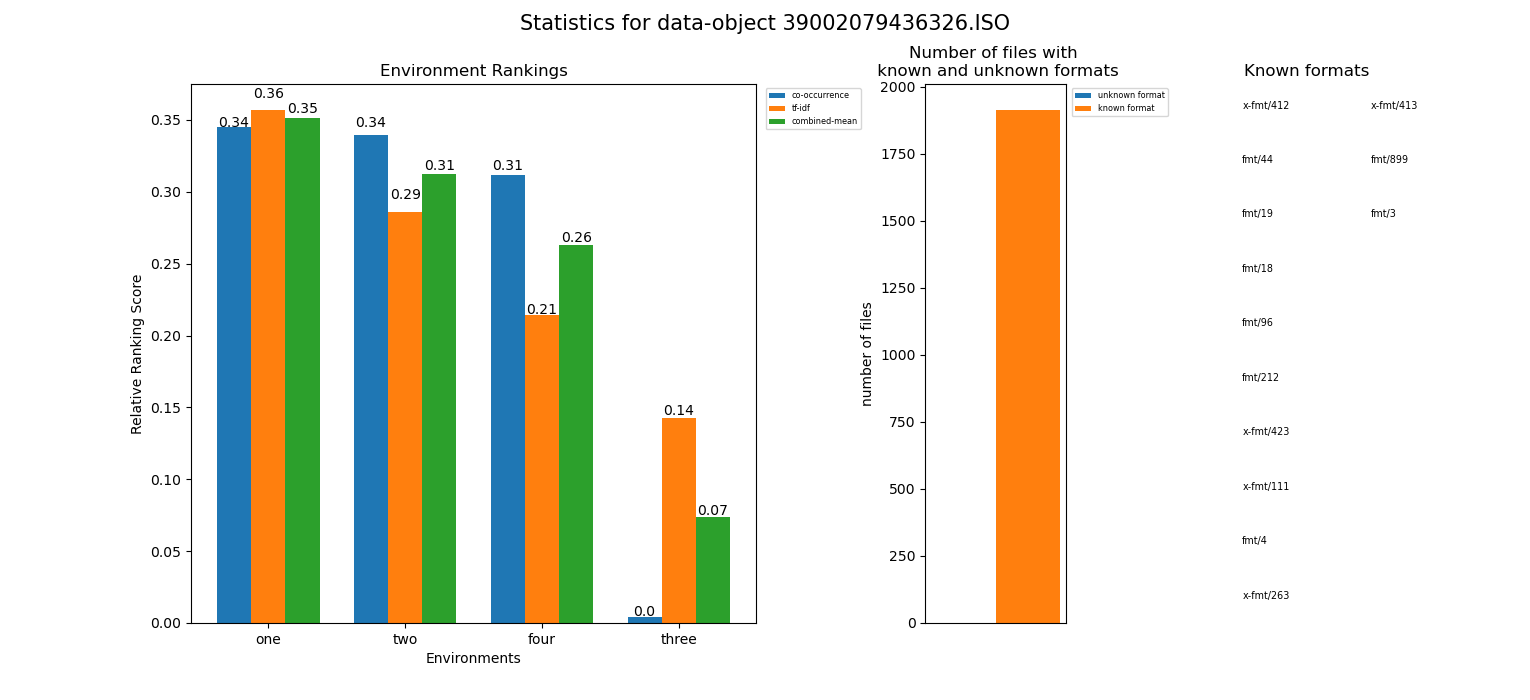 Statistics for data-object 39002079436326.ISO
Environment Rankings
Relative Ranking Score
0.35
0.30
0.25
0.20
0.15
0.10
0.05
0.00
0.34
0.36
0.35
0.34
0.29
0.31
0.31
0.21
0.26
0.0
0.14
0.07
one
two
four
three
Environments
co-occurrence
tf-idf
combined-mean
Number of files with
known and unknown formats
number of files
2000
1750
1500
1250
1000
750
500
250
0
unknown format
known format
Known formats
x-fmt/412 x-fmt/413
fmt/44 fmt/899
fmt/19 fmt/3
fmt/18
fmt/96
fmt/212
x-fmt/423
x-fmt/111
fmt/4
x-fmt/263